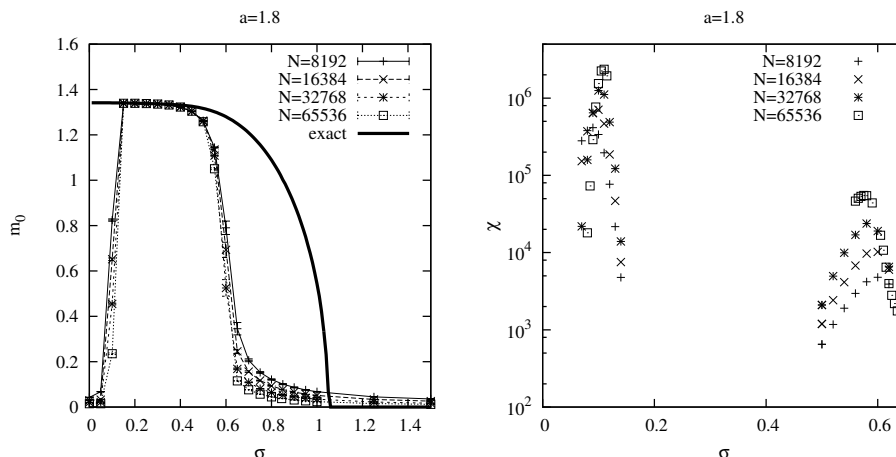 a=1.8
1.6
1.4
1.2
1
0.8
0.6
0.4
0.2
0
m0
0 0.2 0.4 0.6 0.8 1 1.2 1.4
σ
N=8192
N=16384
N=32768
N=65536
exact
a=1.8
10^6
10^5
10^4
10^3
10^2
χ
0 0.4 0.8
σ
N=8192
N=16384
N=32768
N=65536